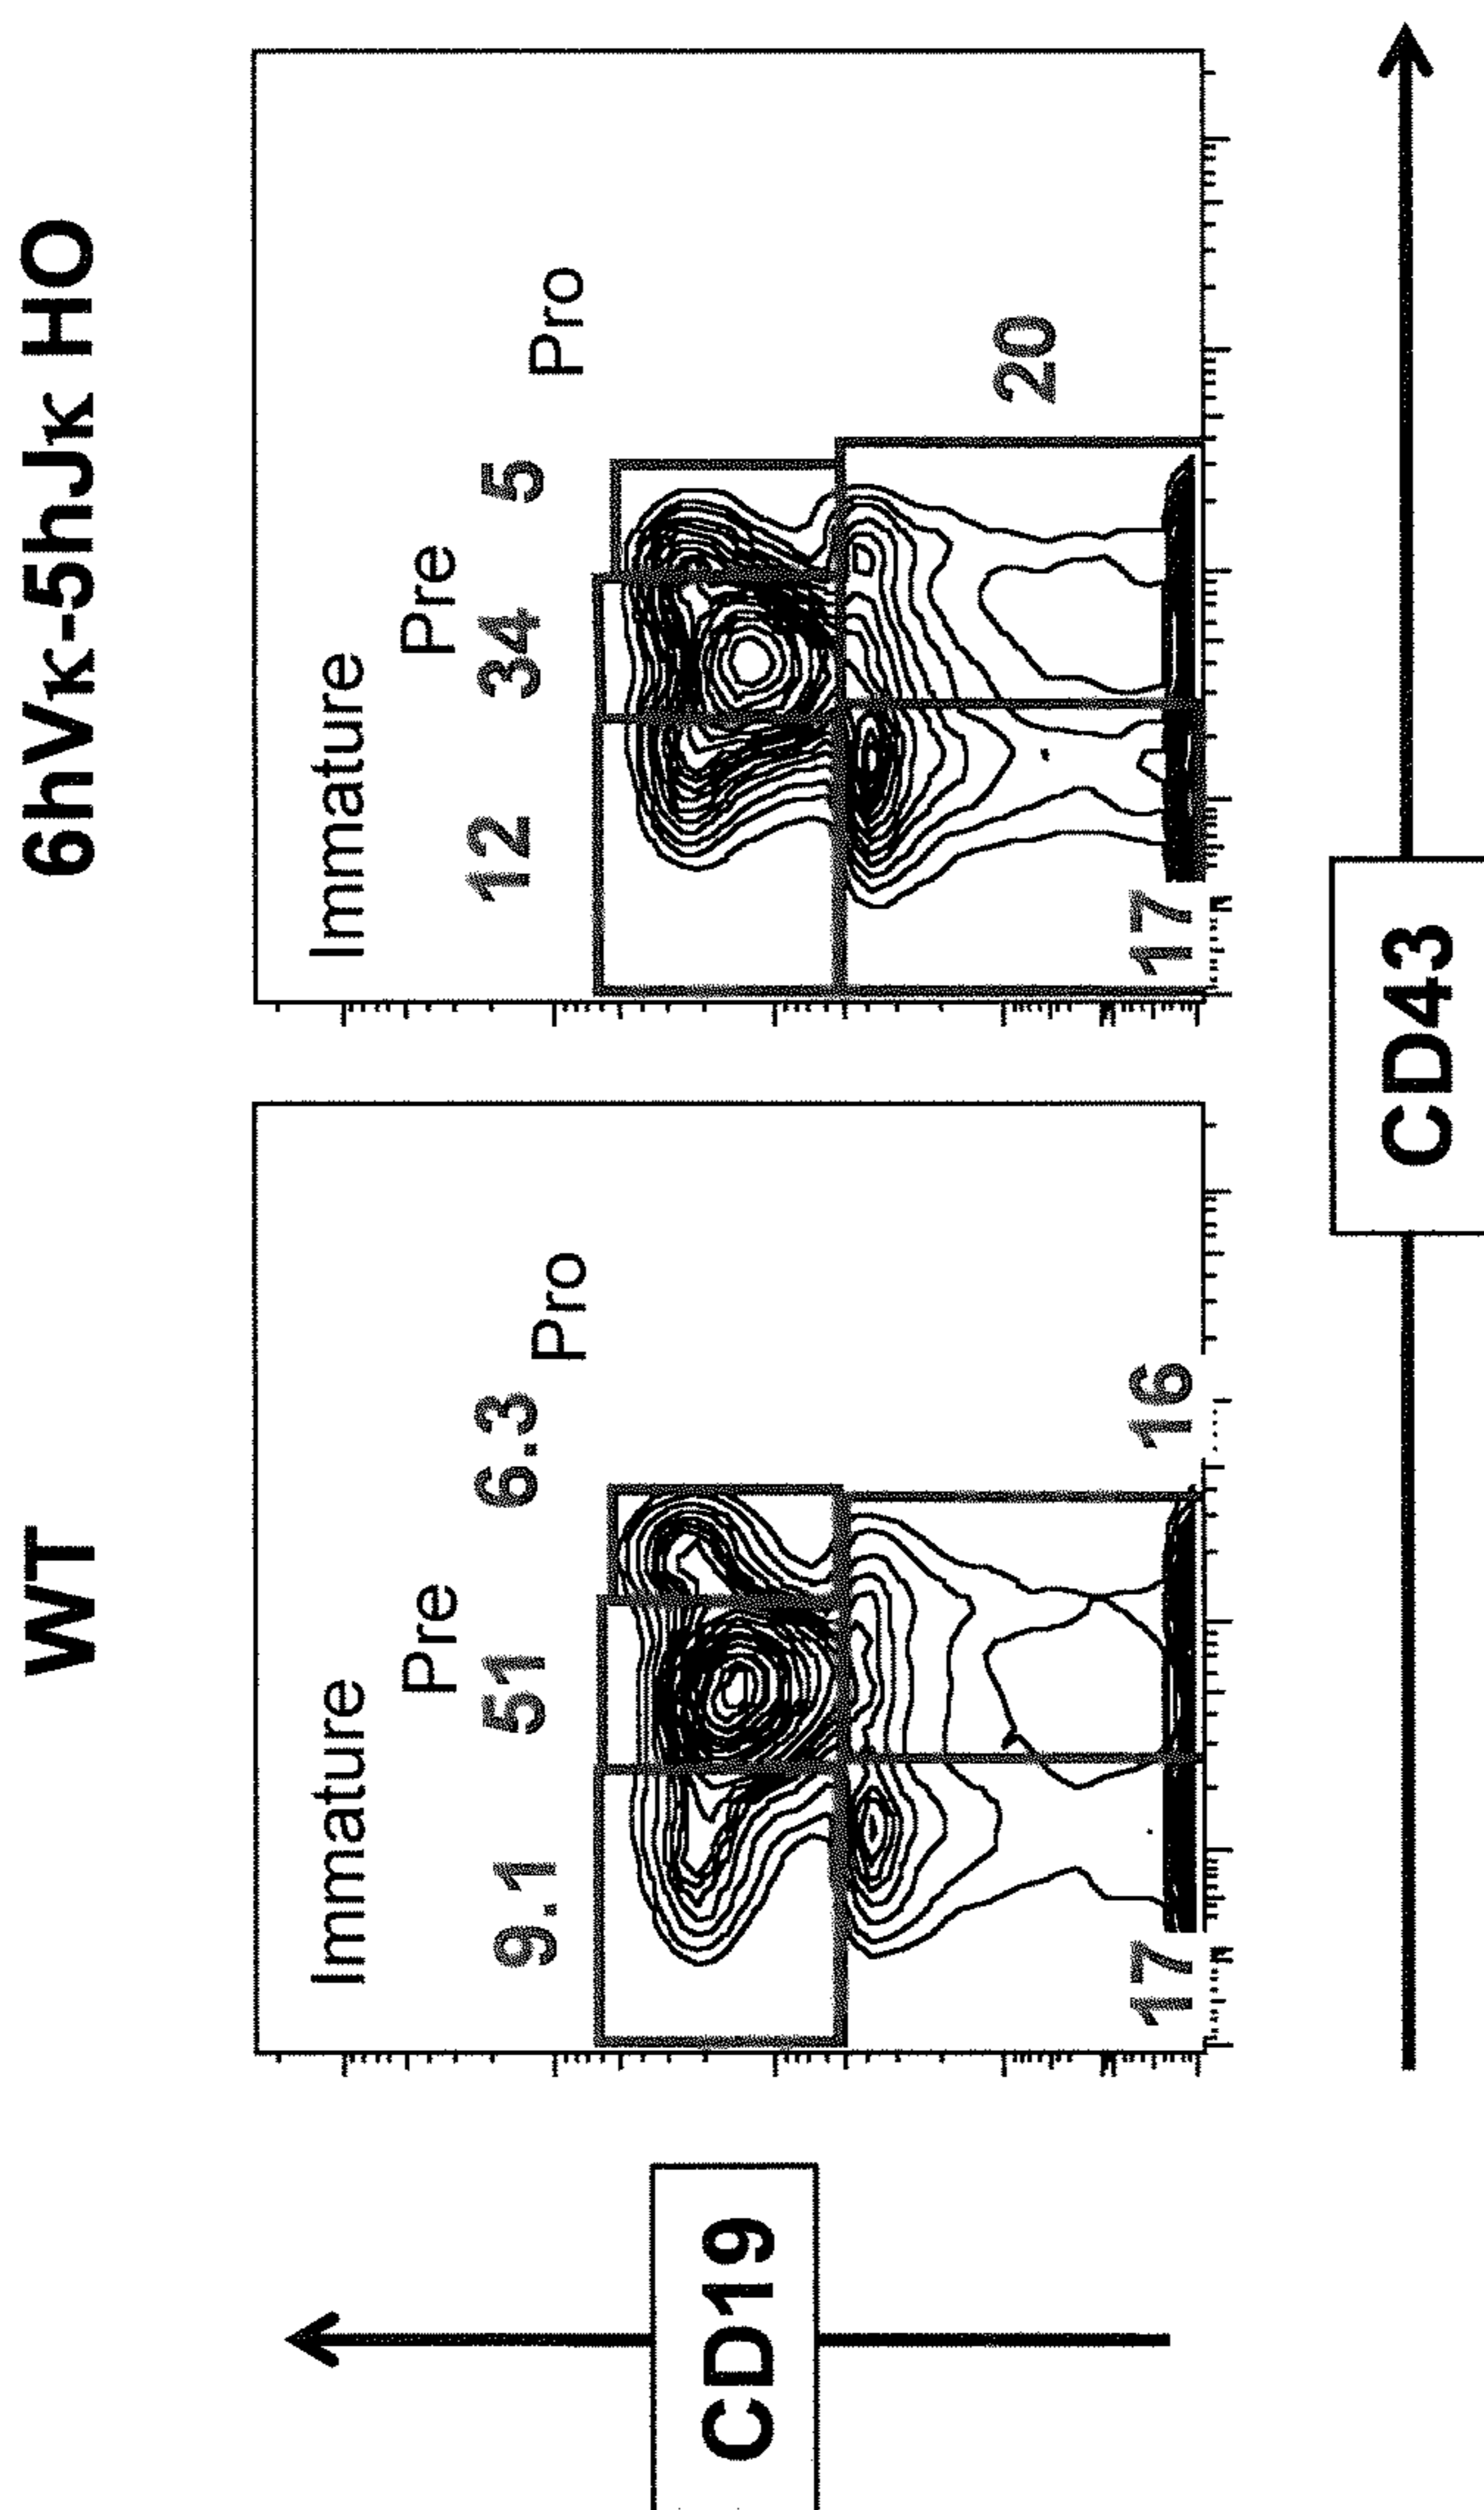 WT
6hVκ-5hJκ HO
Immature
Pre
Pro
9.1
51
6.3
17
16
Immature
Pre
Pro
12
34
5
17
20
CD19
CD43